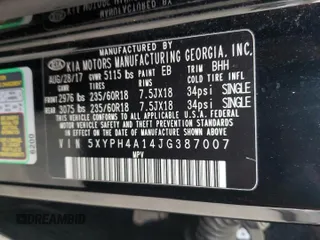 MANUFACTURED BY
KIA KIA MOTORS MANUFACTURING GEORGIA, INC.
AUG/28/17 GVWR 5115 lbs PAINT EB TRIM BHH
GAWR TIRES RIMS COLD TIRE INFL
FRONT 2976 lbs 235/60R18 7.5JX18 34psi SINGLE
REAR 3075 lbs 235/60R18 7.5JX18 34psi SINGLE
THIS VEHICLE CONFORMS TO ALL APPLICABLE
U.S. FEDERAL MOTOR VEHICLE SAFETY AND
THEFT PREVENTION STANDARDS IN EFFECT ON
THE DATE OF MANUFACTURE SHOWN ABOVE.
VIN 5XYPH4A14JG387007
MPV
DREAMBID